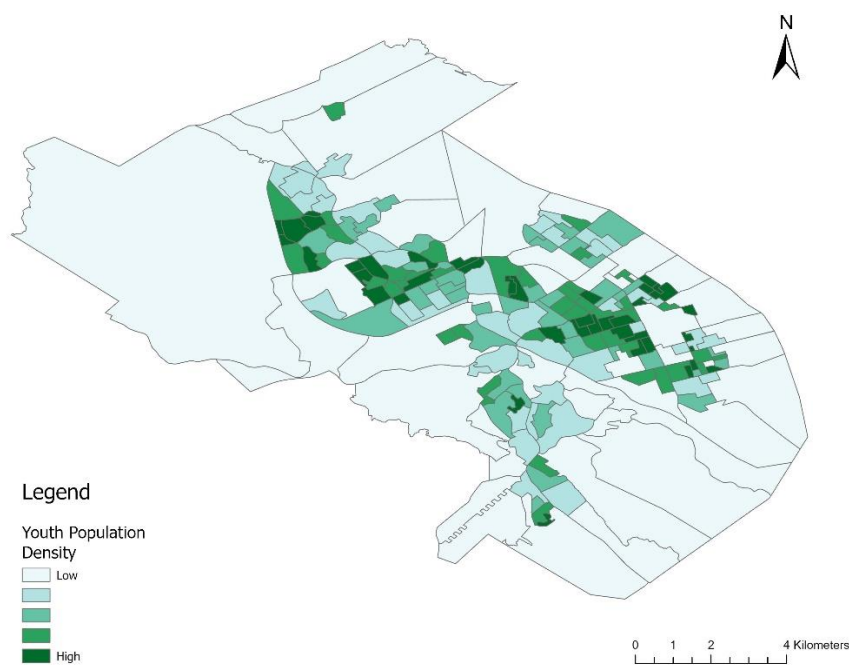 N
Legend
Youth Population
Density
Low
High
0 1 2 4 Kilometers